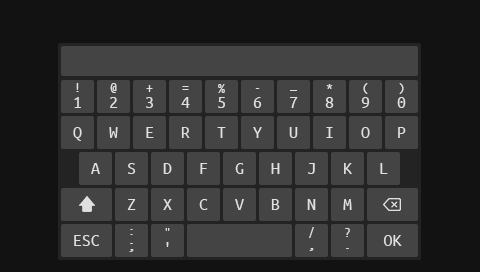 ! @ + = % - _ * ( )
1 2 3 4 5 6 7 8 9 0
Q W E R T Y U I O P
A S D F G H J K L
Z X C V B N M
: " / ?
ESC ; ' , . OK